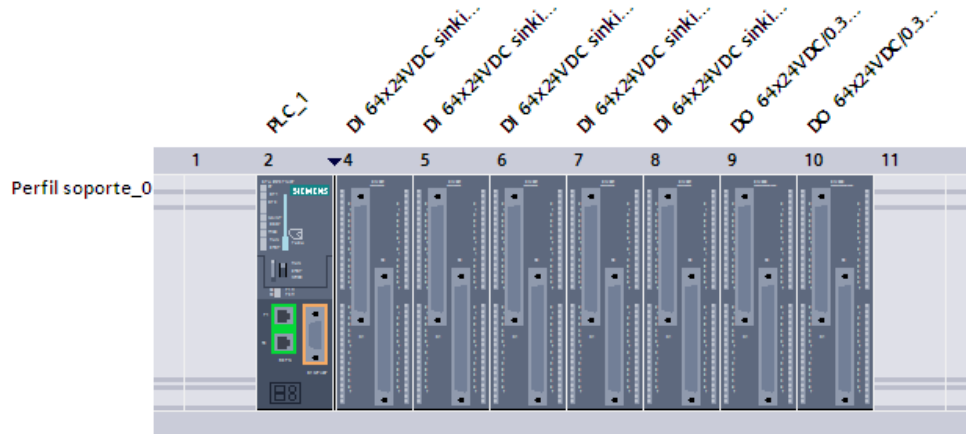 PLC_1
DI 64x24VDC sinki...
DI 64x24VDC sinki...
DI 64x24VDC sinki...
DI 64x24VDC sinki...
DI 64x24VDC sinki...
DO 64x24VDC/0.3...
DO 64x24VDC/0.3...
1 2 4 5 6 7 8 9 10 11
Perfil soporte_0
SIEMENS